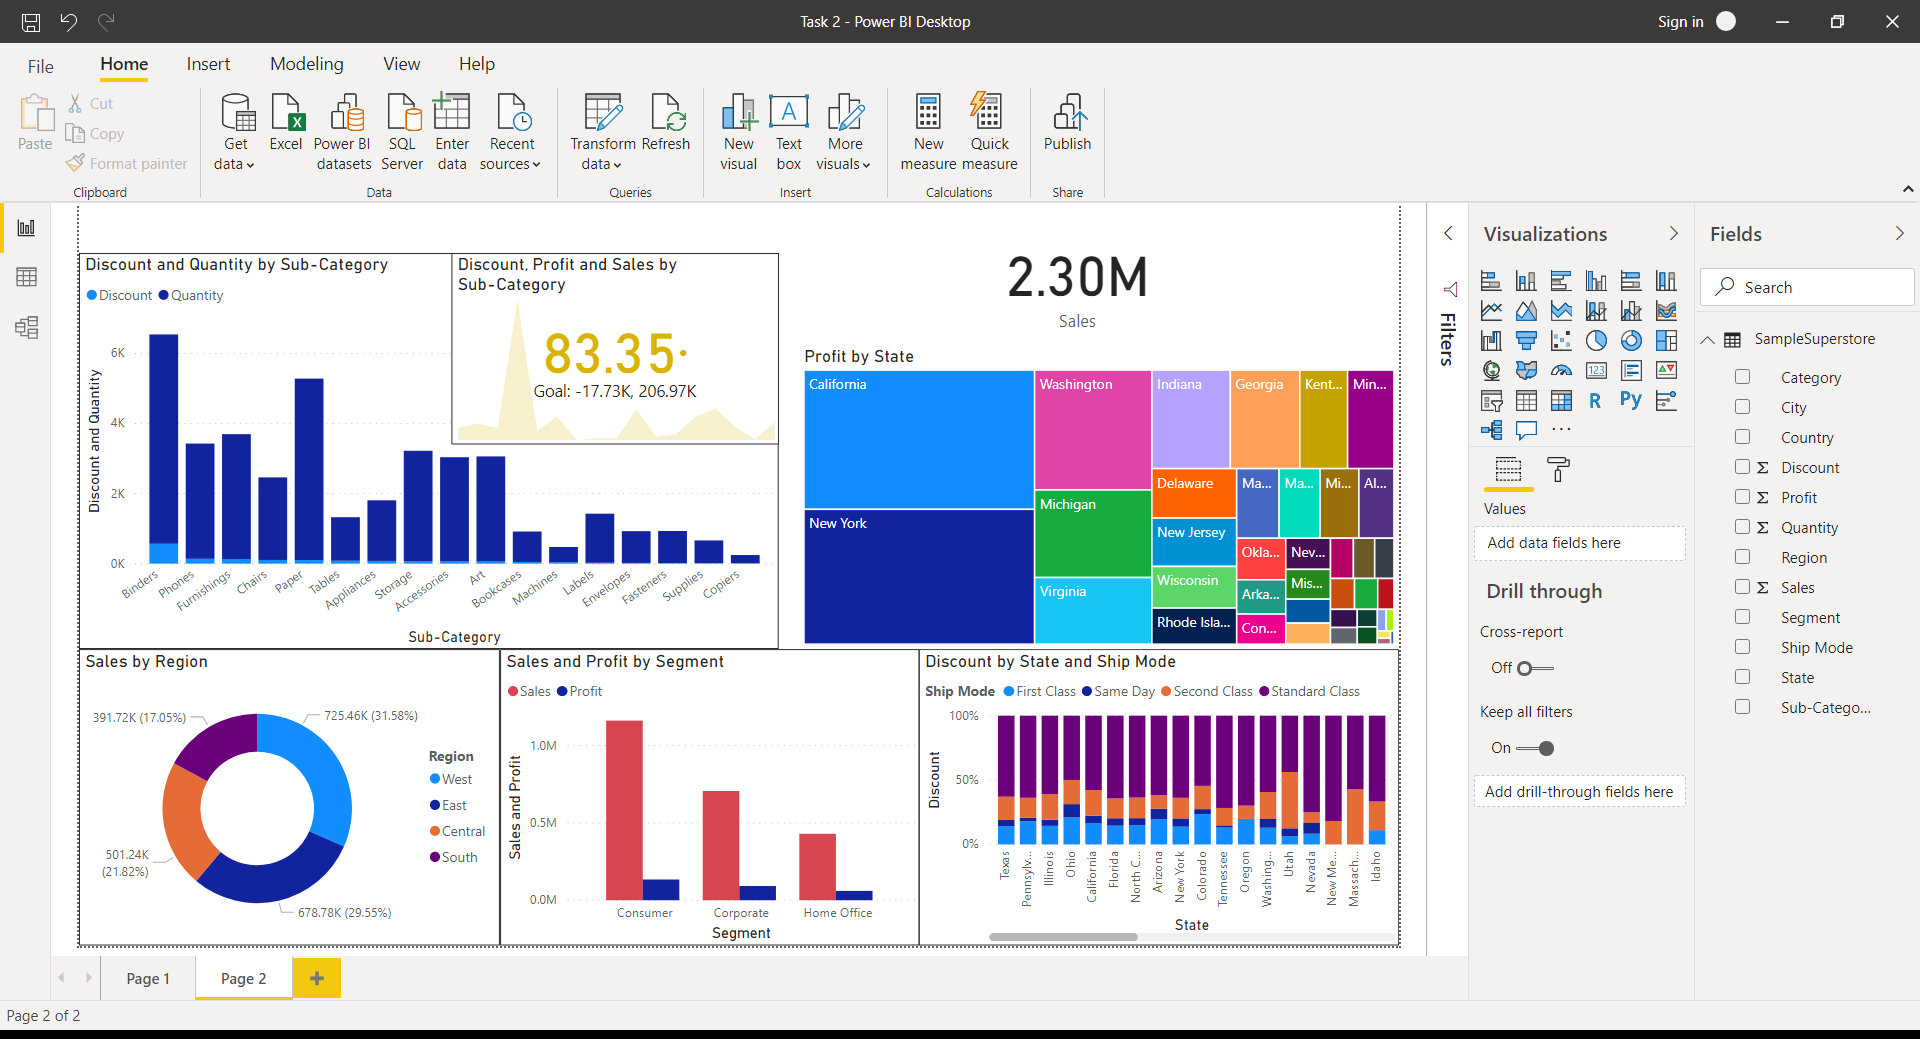 Task 2 - Power BI Desktop
Sign in
File
Home
Insert
Modeling
View
Help
Paste
Cut
Copy
Format painter
Clipboard
Get data
Excel
Power BI datasets
SQL Server
Enter data
Recent sources
Data
Transform data
Refresh
Queries
New visual
Text box
More visuals
Insert
New measure
Quick measure
Calculations
Publish
Share
Discount and Quantity by Sub-Category
Discount
Quantity
Discount and Quantity
6K
4K
2K
0K
Binders
Phones
Furnishings
Chairs
Paper
Tables
Appliances
Storage
Accessories
Art
Bookcases
Machines
Labels
Envelopes
Fasteners
Supplies
Copiers
Sub-Category
Discount, Profit and Sales by
Sub-Category
83.35
Goal: -17.73K, 206.97K
2.30M
Sales
Profit by State
California
New York
Washington
Michigan
Virginia
Indiana
Georgia
Kent...
Min...
Delaware
New Jersey
Wisconsin
Rhode Isla...
Ma...
Ma...
Mi...
Al...
Okla...
Arka...
Con...
Nev...
Mis...
Sales by Region
391.72K (17.05%)
725.46K (31.58%)
501.24K
(21.82%)
678.78K (29.55%)
Region
West
East
Central
South
Sales and Profit by Segment
Sales
Profit
Sales and Profit
1.0M
0.5M
0.0M
Consumer
Corporate
Home Office
Segment
Discount by State and Ship Mode
Ship Mode
First Class
Same Day
Second Class
Standard Class
Discount
100%
50%
0%
Texas
Pennsylv...
Illinois
Ohio
California
Florida
North C...
Arizona
New York
Colorado
Tennessee
Oregon
Washing...
Utah
Nevada
New Me...
Massach...
Idaho
State
Filters
Visualizations
123
R
Py
...
Values
Add data fields here
Drill through
Cross-report
Off
Keep all filters
On
Add drill-through fields here
Fields
Search
SampleSuperstore
Category
City
Country
Σ Discount
Σ Profit
Σ Quantity
Region
Σ Sales
Segment
Ship Mode
State
Sub-Catego...
Page 1
Page 2
+
Page 2 of 2